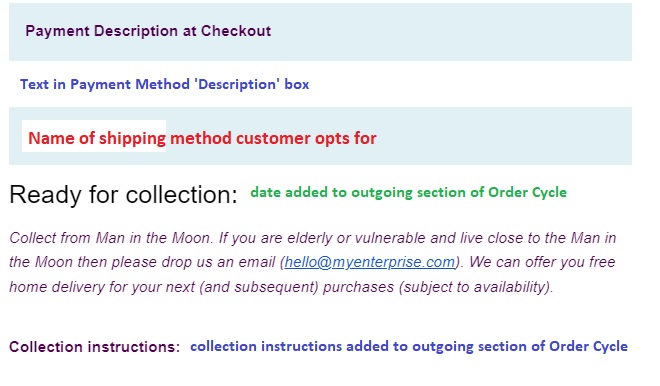 Payment Description at Checkout
Text in Payment Method 'Description' box
Name of shipping method customer opts for
Ready for collection: date added to outgoing section of Order Cycle
Collect from Man in the Moon. If you are elderly or vulnerable and live close to the Man in
the Moon then please drop us an email (hello@myenterprise.com). We can offer you free
home delivery for your next (and subsequent) purchases (subject to availability).
Collection instructions: collection instructions added to outgoing section of Order Cycle